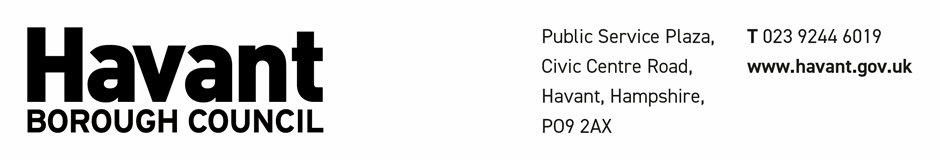 Havant
BOROUGH COUNCIL
Public Service Plaza,
Civic Centre Road,
Havant, Hampshire,
PO9 2AX
T 023 9244 6019
www.havant.gov.uk